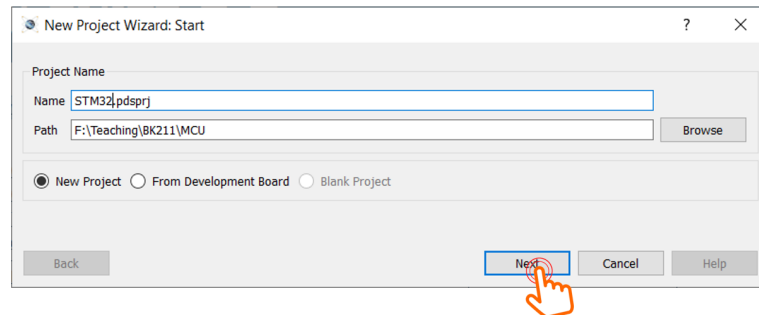 New Project Wizard: Start ?
Project Name
Name STM32.pdsprj
Path F:\Teaching\BK211\MCU Browse
New Project From Development Board Blank Project
Back Next Cancel Help